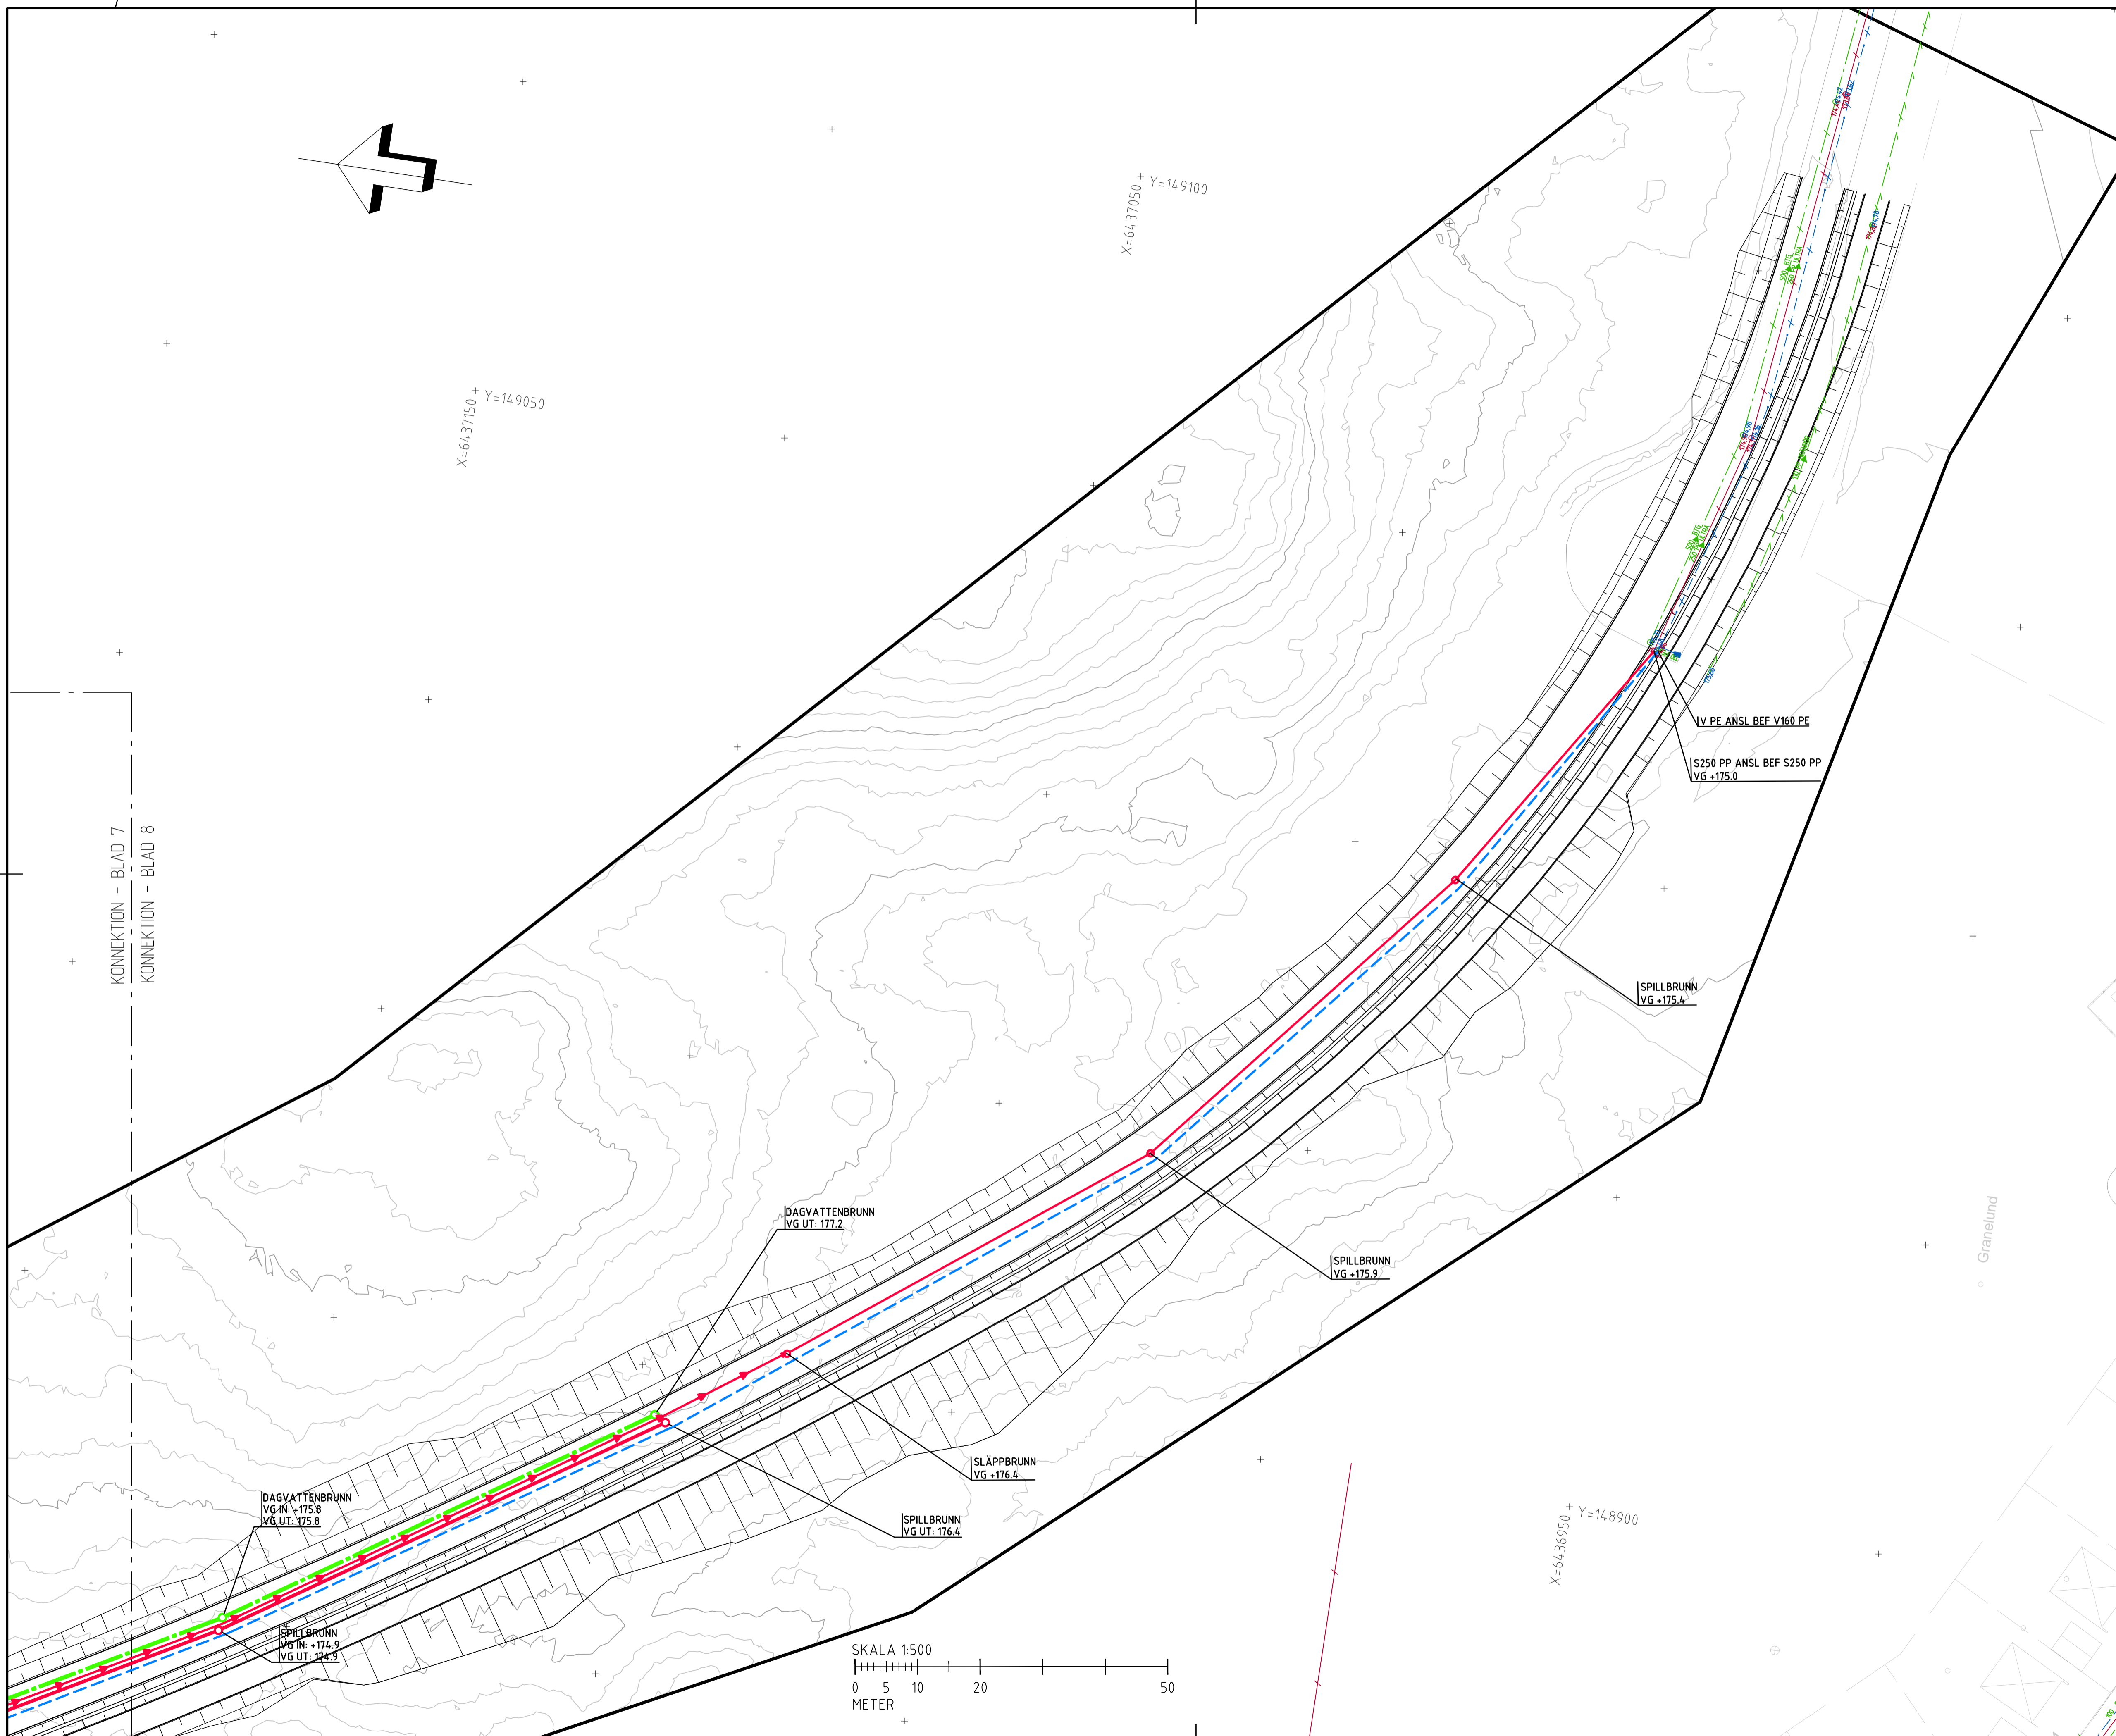 Y=149100
X=6437050
Y=149050
X=6437150
V PE ANSL BEF V160 PE
S250 PP ANSL BEF S250 PP
VG +175.0
KONNEKTION - BLAD 7
KONNEKTION - BLAD 8
SPILLBRUNN
VG +175.4
DAGVATTENBRUNN
VG UT: 177.2
SPILLBRUNN
VG +175.9
Granelund
SLÄPPBRUNN
VG +176.4
DAGVATTENBRUNN
VG IN: +175.8
VG UT: 175.8
SPILLBRUNN
VG UT: 176.4
Y=148900
X=6436950
SPILLBRUNN
VG IN: +174.9
VG UT: 174.9
SKALA 1:500
0 5 10 20 50
METER